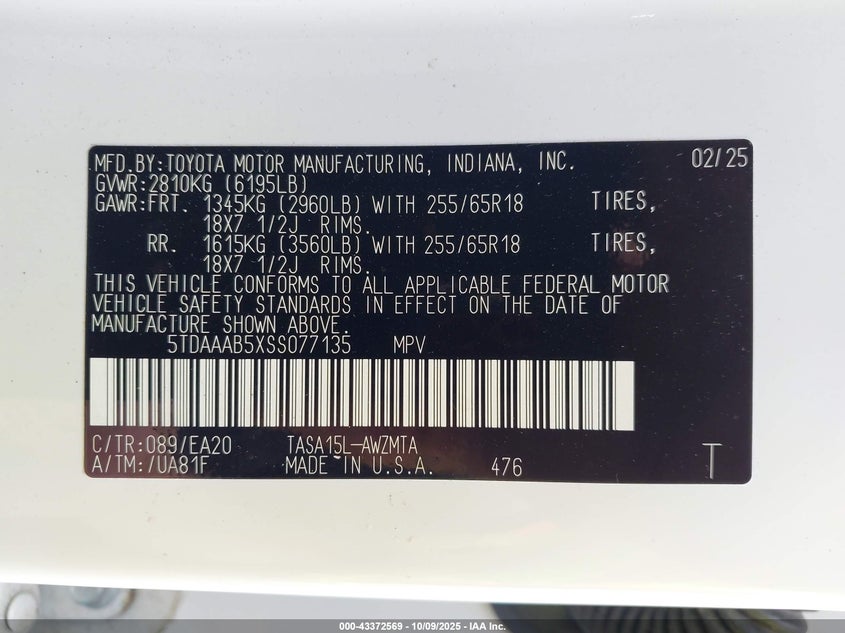 MFD.BY:TOYOTA MOTOR MANUFACTURING, INDIANA, INC. 02/25
GVWR:2810KG (6195LB)
GAWR:FRT. 1345KG (2960LB) WITH 255/65R18 TIRES,
18X7 1/2J RIMS.
RR. 1615KG (3560LB) WITH 255/65R18 TIRES,
18X7 1/2J RIMS.
THIS VEHICLE CONFORMS TO ALL APPLICABLE FEDERAL MOTOR
VEHICLE SAFETY STANDARDS IN EFFECT ON THE DATE OF
MANUFACTURE SHOWN ABOVE.
5TDAAAB5XSS077135 MPV
C/TR:089/EA20 TASA15L-AWZMTA
A/TM:/UA81F MADE IN U.S.A. 476 T
000-43372569 - 10/09/2025 - IAA Inc.